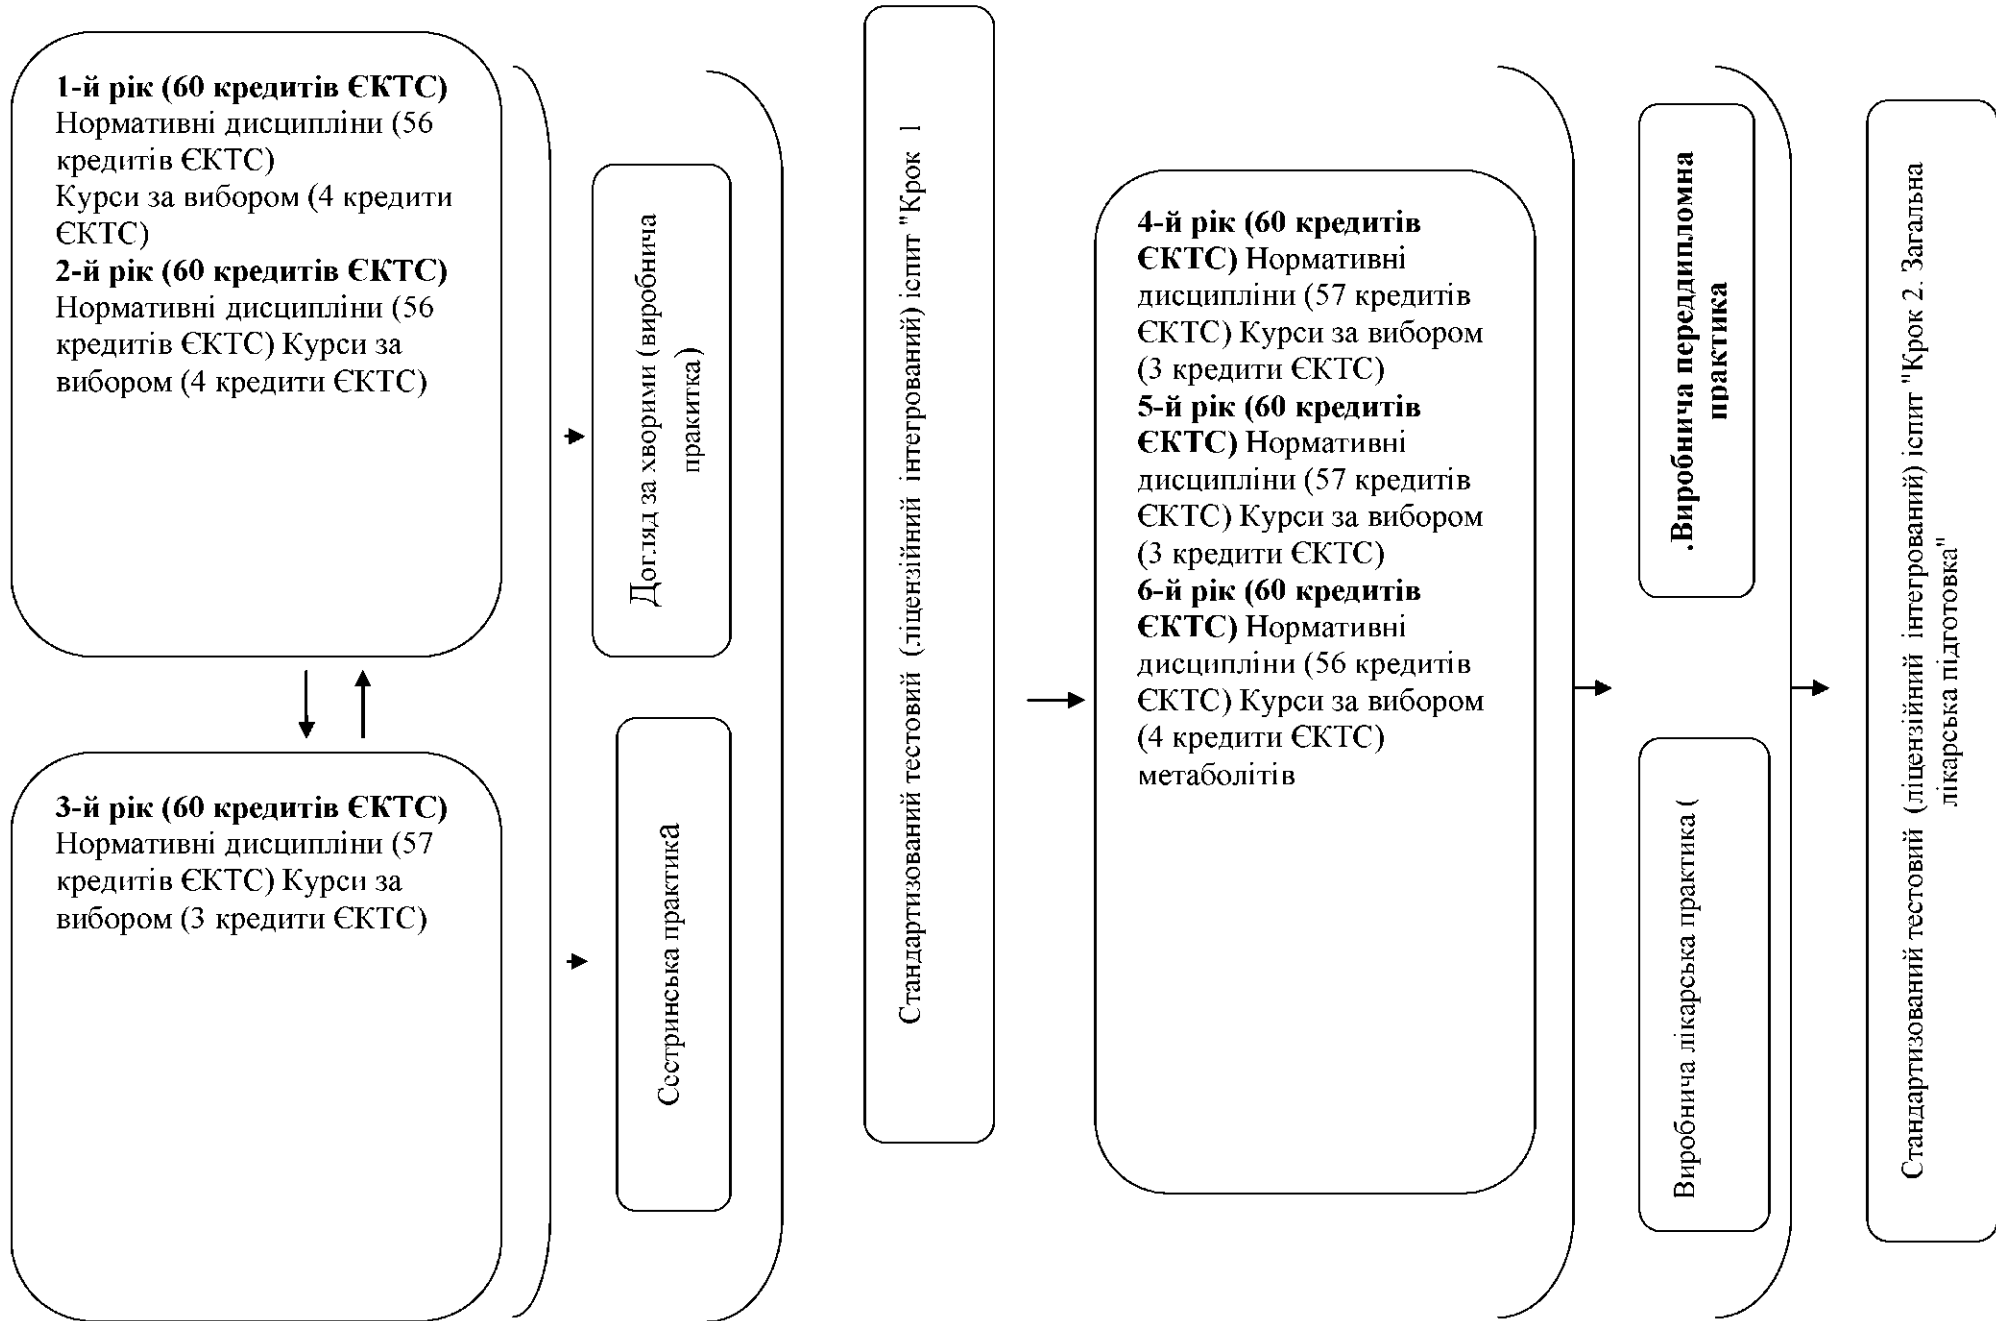 1-й рік (60 кредитів ЄКТС)
Нормативні дисципліни (56
кредитів ЄКТС)
Курси за вибором (4 кредити
ЄКТС)
2-й рік (60 кредитів ЄКТС)
Нормативні дисципліни (56
кредитів ЄКТС) Курси за
вибором (4 кредити ЄКТС)
3-й рік (60 кредитів ЄКТС)
Нормативні дисципліни (57
кредитів ЄКТС) Курси за
вибором (3 кредити ЄКТС)
Догляд за хворими (виробнича
пракитка)
Сестринська практика
Стандартизований тестовий (ліцензійний інтегрований) іспит "Крок 1
4-й рік (60 кредитів
ЄКТС) Нормативні
дисципліни (57 кредитів
ЄКТС) Курси за вибором
(3 кредити ЄКТС)
5-й рік (60 кредитів
ЄКТС) Нормативні
дисципліни (57 кредитів
ЄКТС) Курси за вибором
(3 кредити ЄКТС)
6-й рік (60 кредитів
ЄКТС) Нормативні
дисципліни (56 кредитів
ЄКТС) Курси за вибором
(4 кредити ЄКТС)
метаболітів
.Виробнича переддипломна
практика
Виробнича лікарська практика (
Стандартизований тестовий (ліцензійний інтегрований) іспит "Крок 2. Загальна
лікарська підготовка"